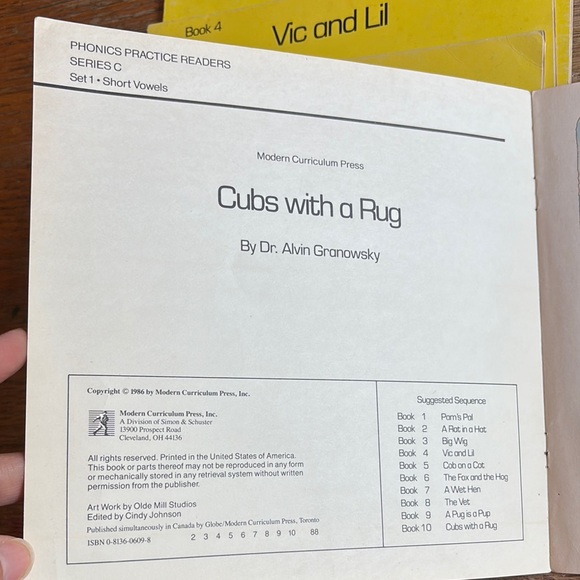 Book 4
Vic and Lil
PHONICS PRACTICE READERS
SERIES C
Set 1 • Short Vowels
Modern Curriculum Press
Cubs with a Rug
By Dr. Alvin Granowsky
Copyright © 1986 by Modern Curriculum Press, Inc.
Modern Curriculum Press, Inc.
A Division of Simon & Schuster
13900 Prospect Road
Cleveland, OH 44136
All rights reserved. Printed in the United States of America.
This book or parts thereof may not be reproduced in any form
or mechanically stored in any retrieval system without written
permission from the publisher.
Art Work by Olde Mill Studios
Edited by Cindy Johnson
Published simultaneously in Canada by Globe/Modern Curriculum Press, Toronto
ISBN 0-8136-0609-8 2 3 4 5 6 7 8 9 10 88
Suggested Sequence
Book 1 Pam's Pal
Book 2 A Rat in a Hat
Book 3 Big Wig
Book 4 Vic and Lil
Book 5 Cob on a Cot
Book 6 The Fox and the Hog
Book 7 A Wet Hen
Book 8 The Vet
Book 9 A Pug is a Pup
Book 10 Cubs with a Rug